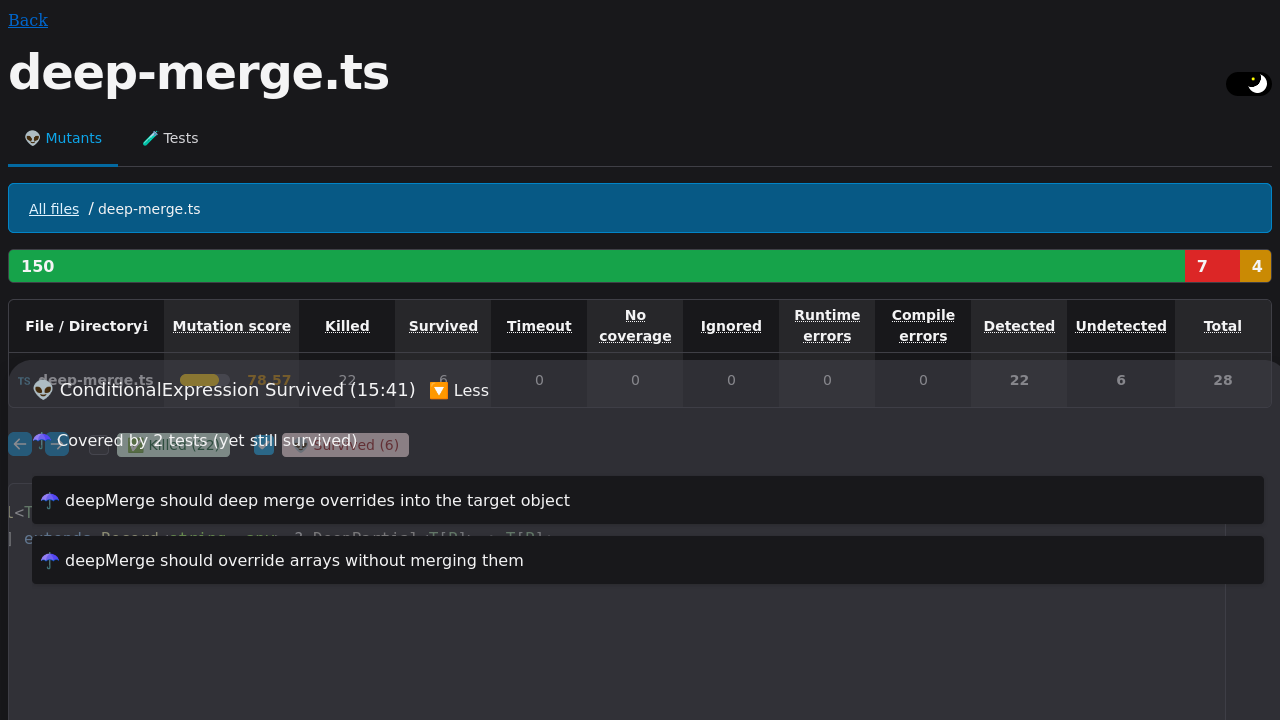 Back
deep-merge.ts
👽 Mutants 🧪 Tests
All files / deep-merge.ts
150 7 4
File / Directory Mutation score Killed Survived Timeout No coverage Ignored Runtime errors Compile errors Detected Undetected Total
TS deep-merge.ts 78.57 22 6 0 0 0 0 0 22 6 28
👽 ConditionalExpression Survived (15:41) 🔽 Less
Killed (22) Survived (6)
☂️ Covered by 2 tests (yet still survived)
☂️ deepMerge should deep merge overrides into the target object
☂️ deepMerge should override arrays without merging them